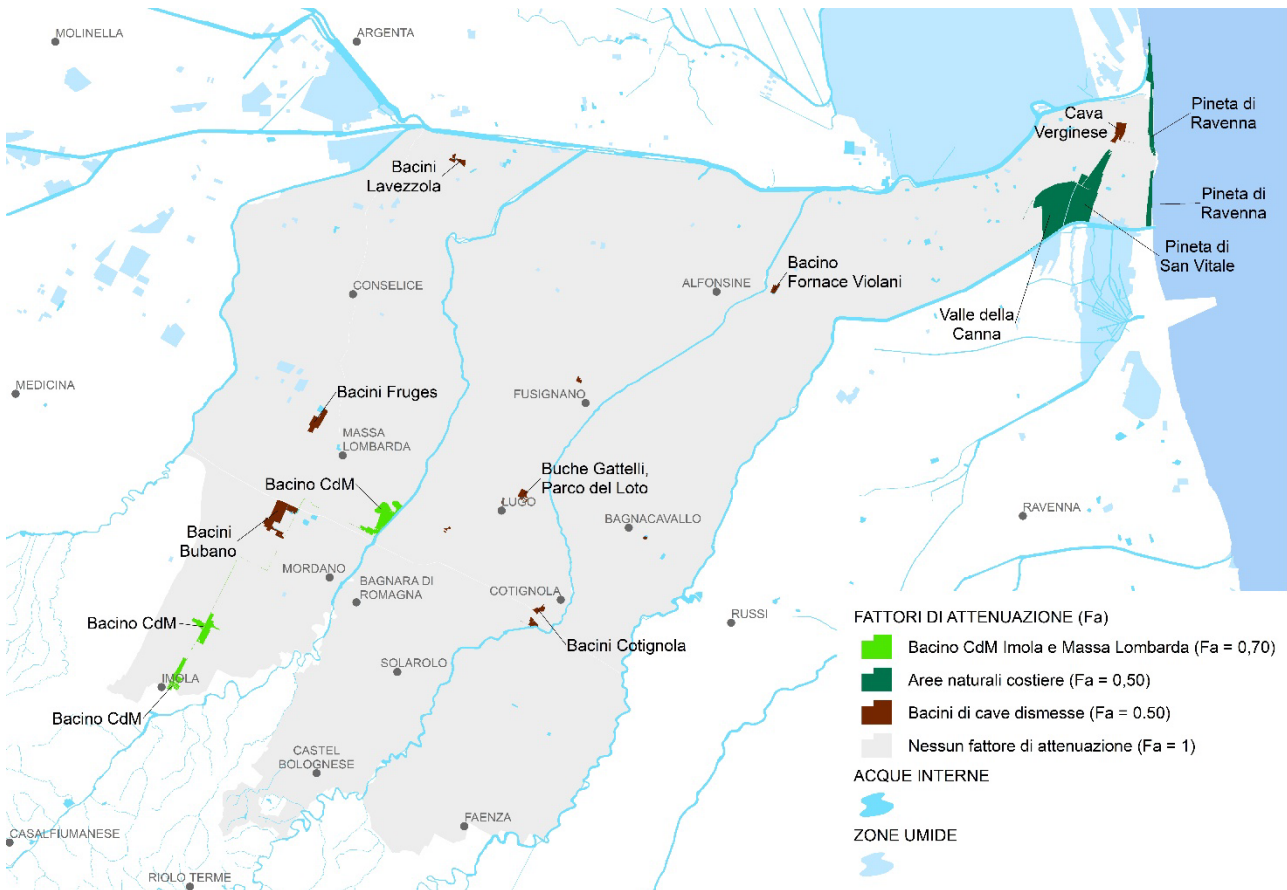 MOLINELLA
ARGENTA
Cava
Verginese
Pineta di
Ravenna
Bacini
Lavezzola
Pineta di
Ravenna
Pineta di
San Vitale
Bacino
Fornace Violani
ALFONSINE
CONSELICE
Valle della
Canna
MEDICINA
Bacini Fruges
FUSIGNANO
MASSA
LOMBARDA
Bacino CdM
Buche Gattelli,
Parco del Loto
LUGO
BAGNACAVALLO
RAVENNA
Bacini
Bubano
MORDANO
BAGNARA DI
ROMAGNA
COTIGNOLA
RUSSI
Bacino CdM
Bacini Cotignola
SOLAROLO
IMOLA
Bacino CdM
CASTEL
BOLOGNESE
FAENZA
CASALFIUMANESE
RIOLO TERME
FATTORI DI ATTENUAZIONE (Fa)
Bacino CdM Imola e Massa Lombarda (Fa = 0,70)
Aree naturali costiere (Fa = 0,50)
Bacini di cave dismesse (Fa = 0.50)
Nessun fattore di attenuazione (Fa = 1)
ACQUE INTERNE
ZONE UMIDE